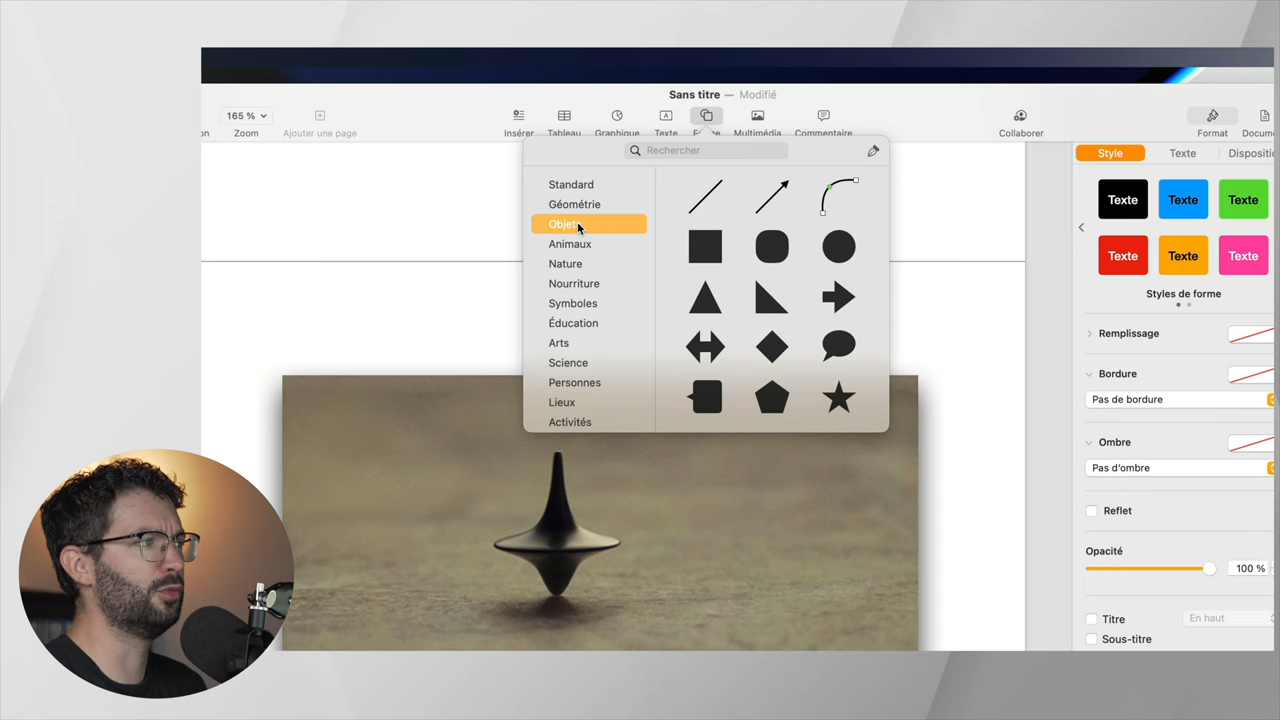 Sans titre — Modifié
165 %
on
Zoom
Ajouter une page
Insérer
Tableau
Graphique
Texte
Multimédia
Commentaire
Collaborer
Format
Docume
Rechercher
Standard
Géométrie
Objets
Animaux
Nature
Nourriture
Symboles
Éducation
Arts
Science
Personnes
Lieux
Activités
Style
Texte
Dispositi
Texte
Texte
Texte
Texte
Texte
Texte
Styles de forme
Remplissage
Bordure
Pas de bordure
Ombre
Pas d'ombre
Reflet
Opacité
100 %
Titre
En haut
Sous-titre